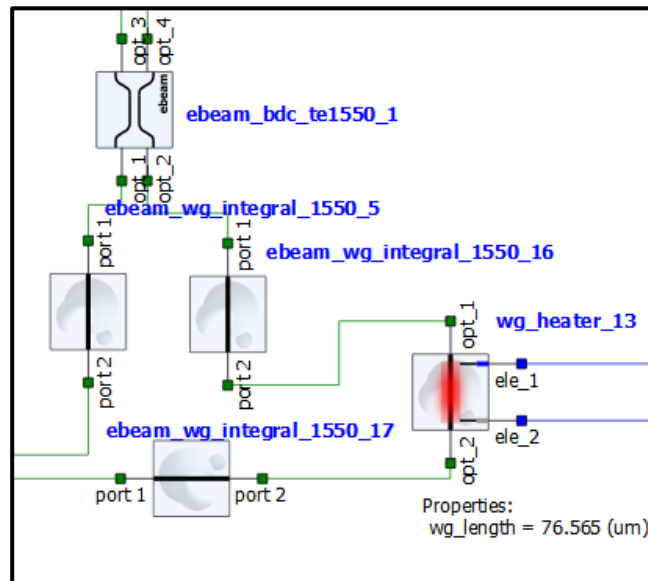 opt_3
opt_4
ebeam
ebeam_bdc_te1550_1
opt_1
opt_2
ebeam_wg_integral_1550_5
port 1
port 1
ebeam_wg_integral_1550_16
opt_1
wg_heater_13
port 2
port 2
ele_1
ebeam_wg_integral_1550_17
ele_2
opt_2
port 1
port 2
Properties:
wg_length = 76.565 (um)